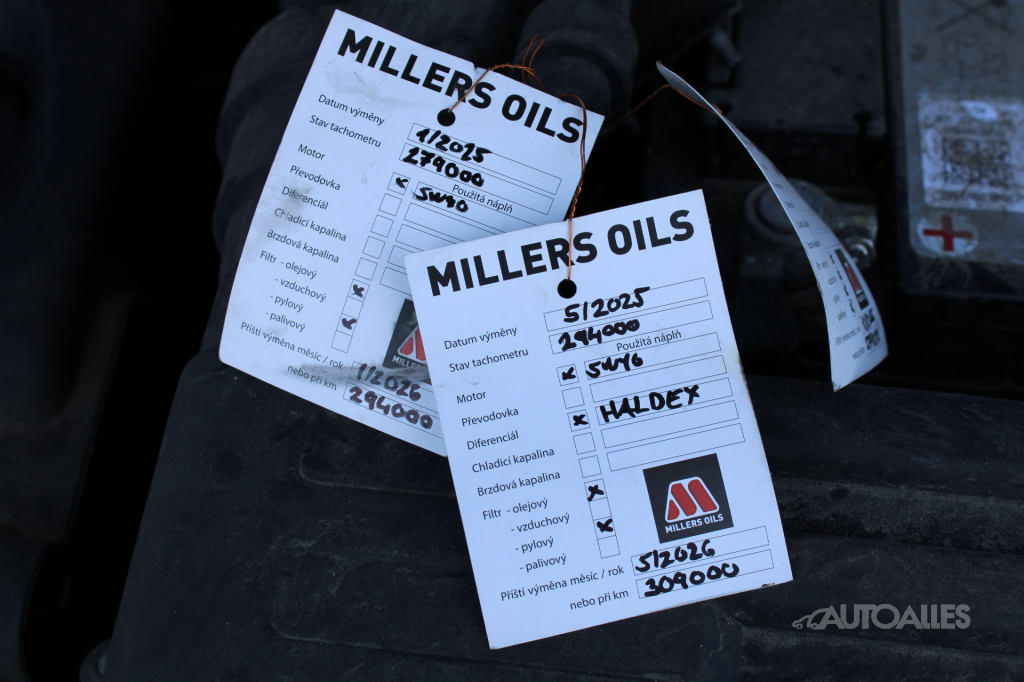 MILLERS OILS
Datum výměny 1/2025
Stav tachometru 279000
Použitá náplň
Motor 5W40
Převodovka
Diferenciál
Chladicí kapalina
Brzdová kapalina
Filtr - olejový
- vzduchový
- pylový
- palivový
Příští výměna měsíc / rok 1/2026
nebo při km 294000
MILLERS OILS
Datum výměny 5/2025
Stav tachometru 294000
Použitá náplň
Motor 5W40
Převodovka
Diferenciál HALDEX
Chladicí kapalina
Brzdová kapalina
Filtr - olejový
- vzduchový
- pylový
- palivový
MILLERS OILS
Příští výměna měsíc / rok 5/2026
nebo při km 309000
AUTOALLES